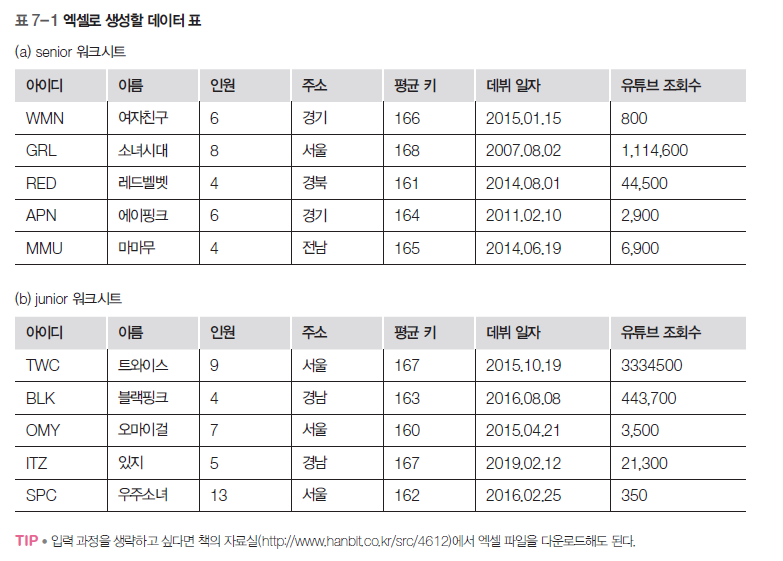 표 7-1 엑셀로 생성할 데이터 표
(a) senior 워크시트
아이디 이름 인원 주소 평균 키 데뷔 일자 유튜브 조회수
WMN 여자친구 6 경기 166 2015.01.15 800
GRL 소녀시대 8 서울 168 2007.08.02 1,114,600
RED 레드벨벳 4 경북 161 2014.08.01 44,500
APN 에이핑크 6 경기 164 2011.02.10 2,900
MMU 마마무 4 전남 165 2014.06.19 6,900
(b) junior 워크시트
아이디 이름 인원 주소 평균 키 데뷔 일자 유튜브 조회수
TWC 트와이스 9 서울 167 2015.10.19 3334500
BLK 블랙핑크 4 경남 163 2016.08.08 443,700
OMY 오마이걸 7 서울 160 2015.04.21 3,500
ITZ 있지 5 경남 167 2019.02.12 21,300
SPC 우주소녀 13 서울 162 2016.02.25 350
TIP • 입력 과정을 생략하고 싶다면 책의 자료실(http://www.hanbit.co.kr/src/4612)에서 엑셀 파일을 다운로드해도 된다.